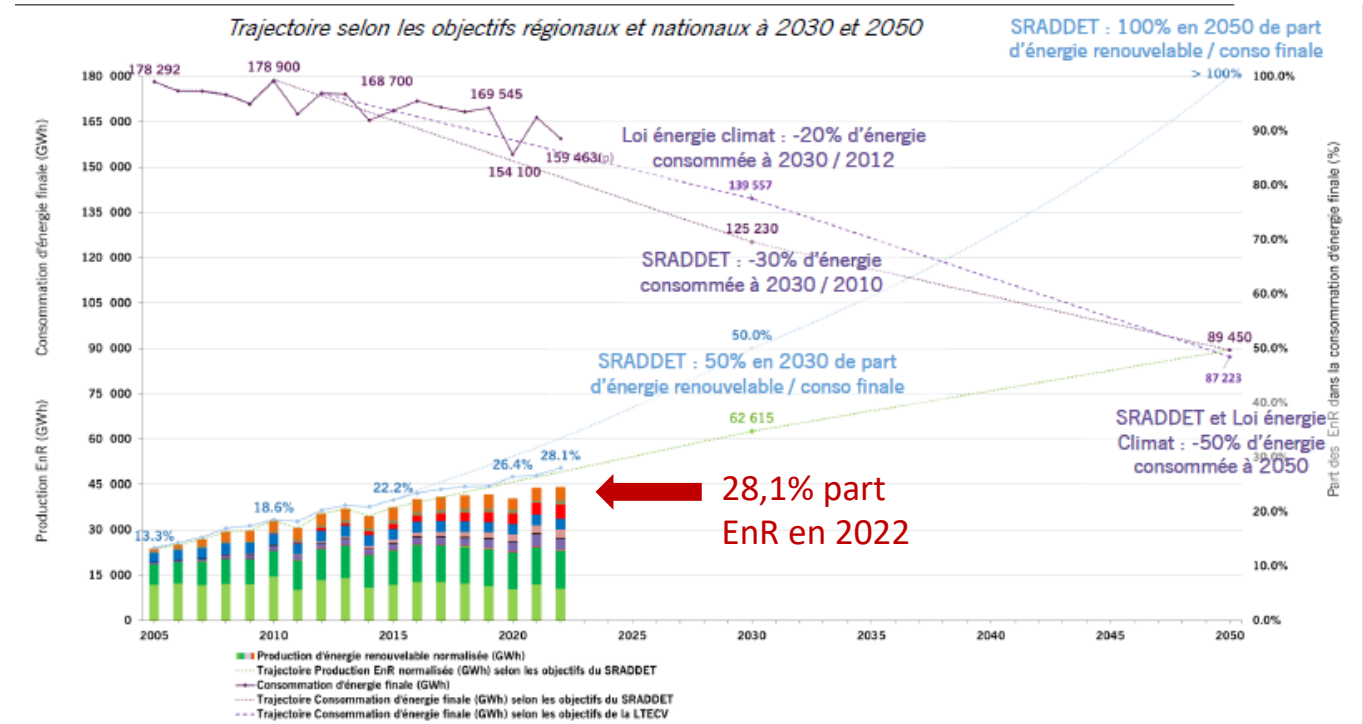 Trajectoire selon les objectifs régionaux et nationaux à 2030 et 2050
SRADDET : 100% en 2050 de part
d'énergie renouvelable / conso finale
> 100%
178 292
178 900
168 700
169 545
154 100
159 463(p)
Loi énergie climat : -20% d'énergie
consommée à 2030 / 2012
139 557
125 230
SRADDET : -30% d'énergie
consommée à 2030 / 2010
50.0%
SRADDET : 50% en 2030 de part
d'énergie renouvelable / conso finale
62 615
89 450
87 223
SRADDET et Loi énergie
Climat : -50% d'énergie
consommée à 2050
13.3%
18.6%
22.2%
26.4%
28.1%
28,1% part
EnR en 2022
Consommation d'énergie finale (GWh)
Production EnR (GWh)
180 000
165 000
150 000
135 000
120 000
105 000
90 000
75 000
60 000
45 000
30 000
15 000
0
Part des EnR dans la consommation d'énergie finale (%)
100.0%
90.0%
80.0%
70.0%
60.0%
50.0%
40.0%
30.0%
20.0%
10.0%
0.0%
2005
2010
2015
2020
2025
2030
2035
2040
2045
2050
Production d'énergie renouvelable normalisée (GWh)
Trajectoire Production EnR normalisée (GWh) selon les objectifs du SRADDET
Consommation d'énergie finale (GWh)
Trajectoire Consommation d'énergie finale (GWh) selon les objectifs du SRADDET
Trajectoire Consommation d'énergie finale (GWh) selon les objectifs de la LTECV